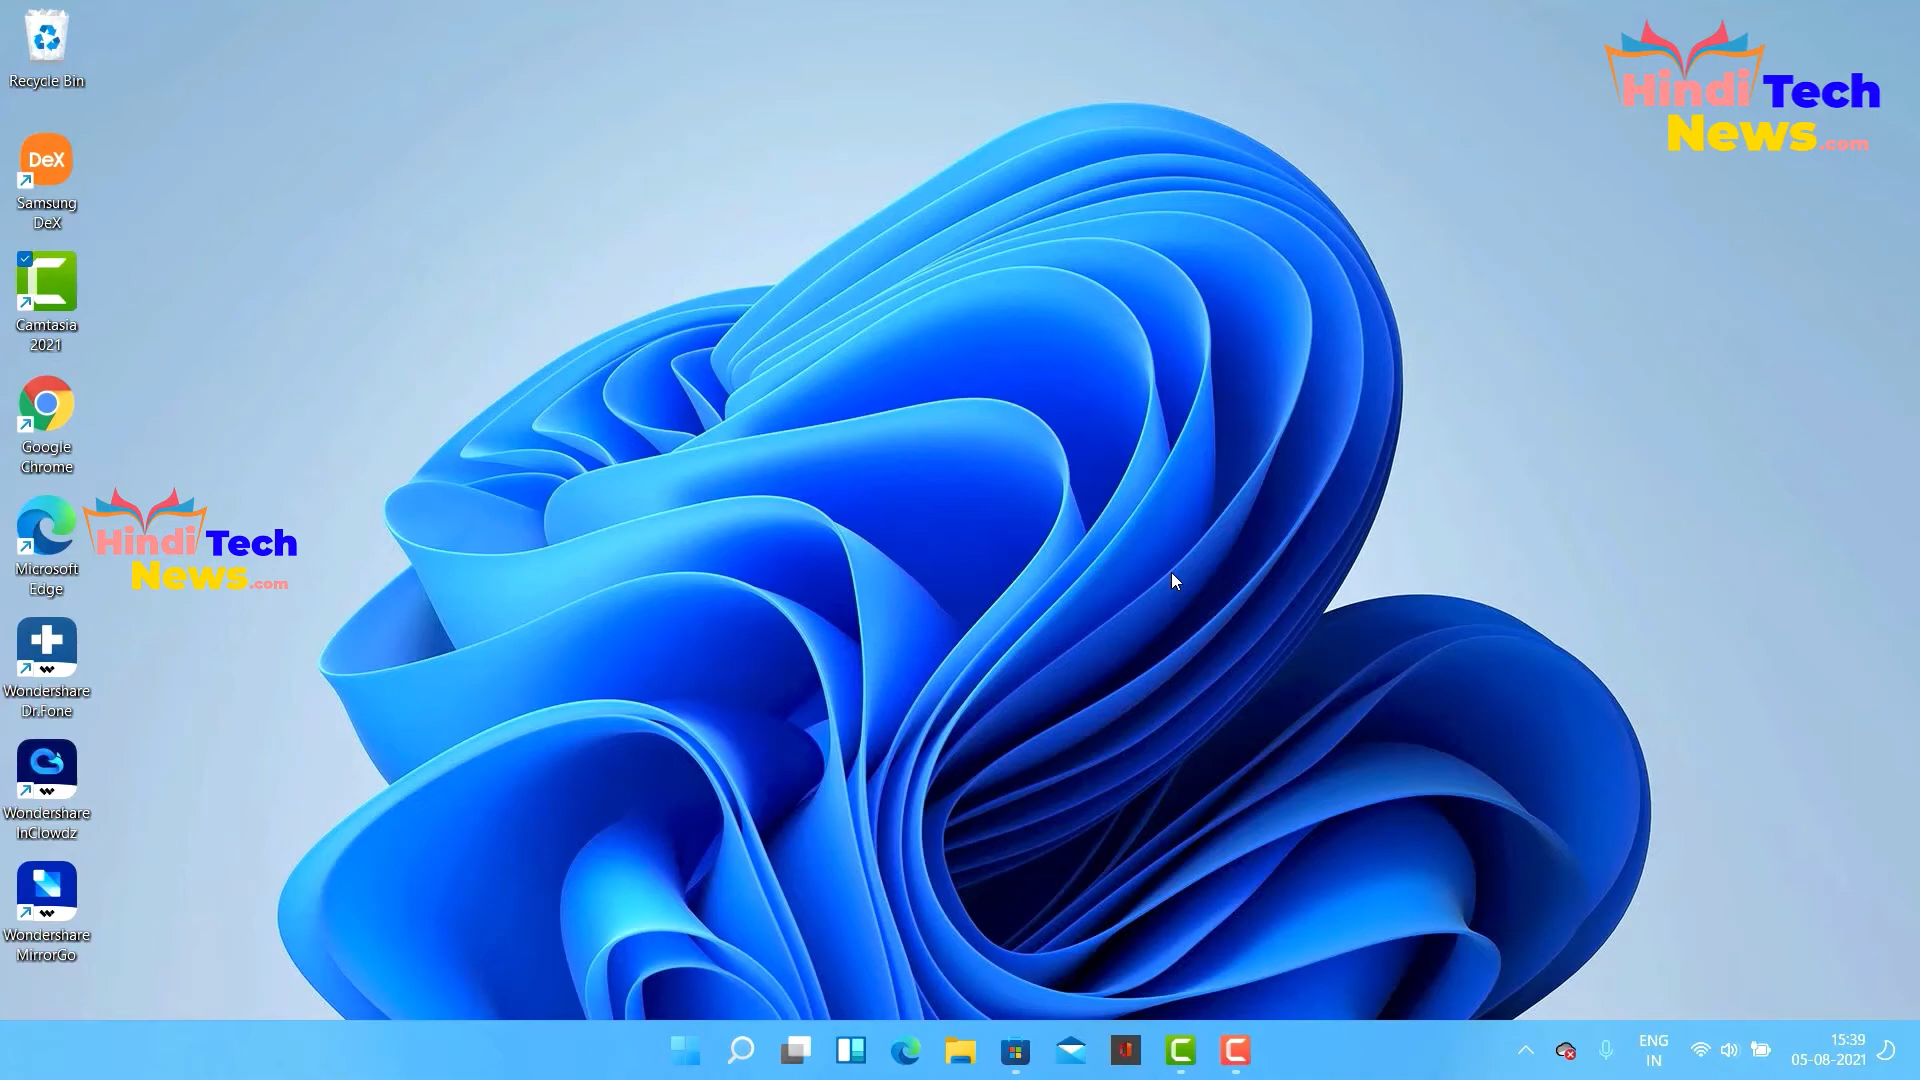 Recycle Bin
Hindi Tech
News.com
DeX
Samsung
DeX
Camtasia
2021
Google
Chrome
Microsoft
Edge
Hindi Tech
News.com
Wondershare
Dr.Fone
Wondershare
InClowdz
Wondershare
MirrorGo
ENG
IN
15:39
05-08-2021